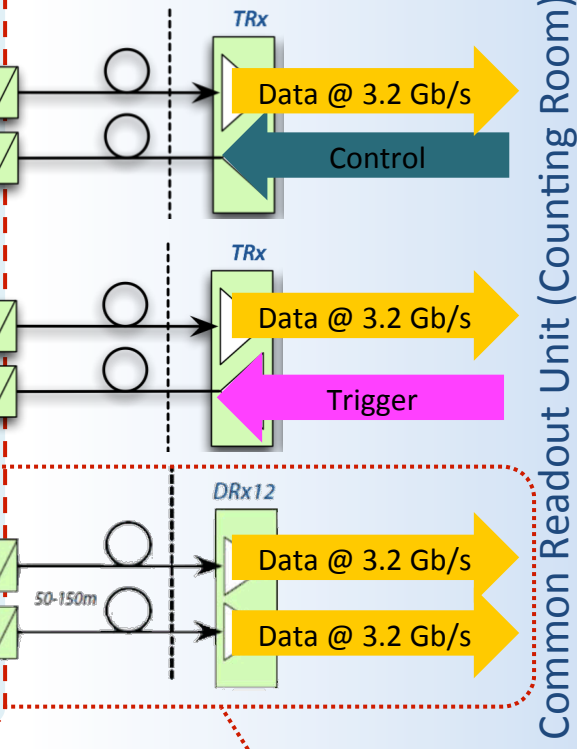 TRx
Data @ 3.2 Gb/s
Control
TRx
Data @ 3.2 Gb/s
Trigger
DRx12
Data @ 3.2 Gb/s
50-150m
Data @ 3.2 Gb/s
Common Readout Unit (Counting Room)